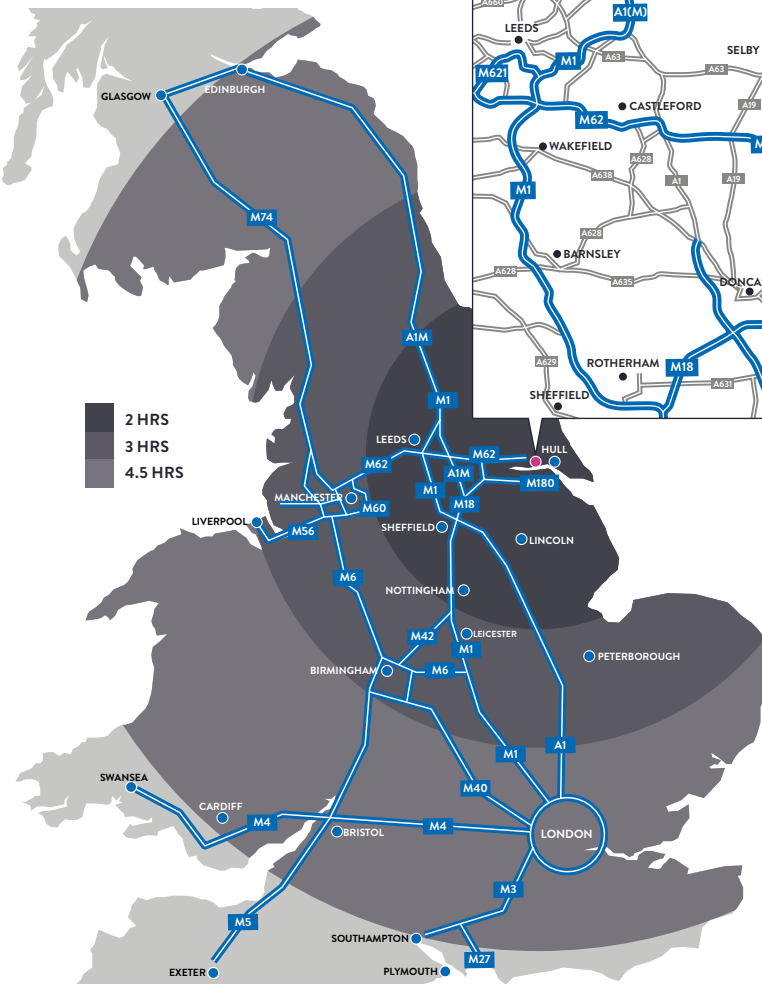 A660
A1(M)
LEEDS
SELBY
M1
A63
A63
M621
A19
CASTLEFORD
M62
WAKEFIELD
A628
A638
A1
A19
M1
A628
BARNSLEY
A628
A635
ROTHERHAM
M18
A629
A631
SHEFFIELD
EDINBURGH
GLASGOW
M74
A1M
M1
2 HRS
3 HRS
4.5 HRS
LEEDS
HULL
M62
M62
A1M
M180
M1
MANCHESTER
M18
M60
LIVERPOOL
M56
SHEFFIELD
LINCOLN
M6
NOTTINGHAM
M42
LEICESTER
M1
PETERBOROUGH
BIRMINGHAM
M6
A1
M1
SWANSEA
M40
CARDIFF
M4
M4
BRISTOL
LONDON
M3
M5
SOUTHAMPTON
M27
EXETER
PLYMOUTH